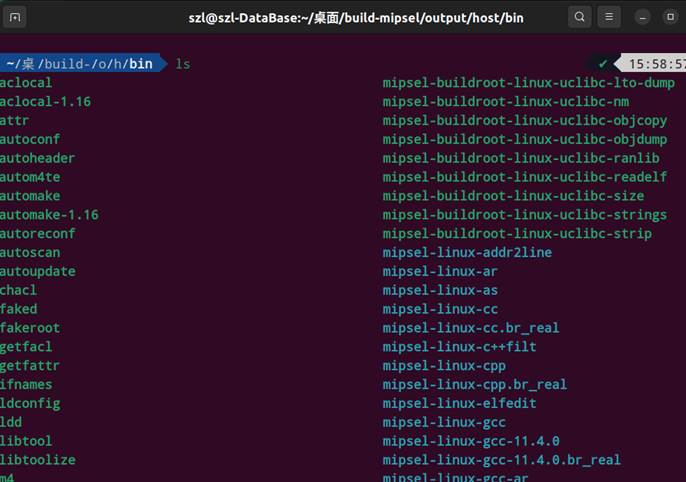 szl@szl-DataBase:~/桌面/build-mipsel/output/host/bin
~/桌/build-/o/h/bin ls ✔ 15:58:57
aclocal mipsel-buildroot-linux-uclibc-lto-dump
aclocal-1.16 mipsel-buildroot-linux-uclibc-nm
attr mipsel-buildroot-linux-uclibc-objcopy
autoconf mipsel-buildroot-linux-uclibc-objdump
autoheader mipsel-buildroot-linux-uclibc-ranlib
autom4te mipsel-buildroot-linux-uclibc-readelf
automake mipsel-buildroot-linux-uclibc-size
automake-1.16 mipsel-buildroot-linux-uclibc-strings
autoreconf mipsel-buildroot-linux-uclibc-strip
autoscan mipsel-linux-addr2line
autoupdate mipsel-linux-ar
chacl mipsel-linux-as
faked mipsel-linux-cc
fakeroot mipsel-linux-cc.br_real
getfacl mipsel-linux-c++filt
getfattr mipsel-linux-cpp
ifnames mipsel-linux-cpp.br_real
ldconfig mipsel-linux-elfedit
ldd mipsel-linux-gcc
libtool mipsel-linux-gcc-11.4.0
libtoolize mipsel-linux-gcc-11.4.0.br_real
m4 mipsel-linux-gcc-ar